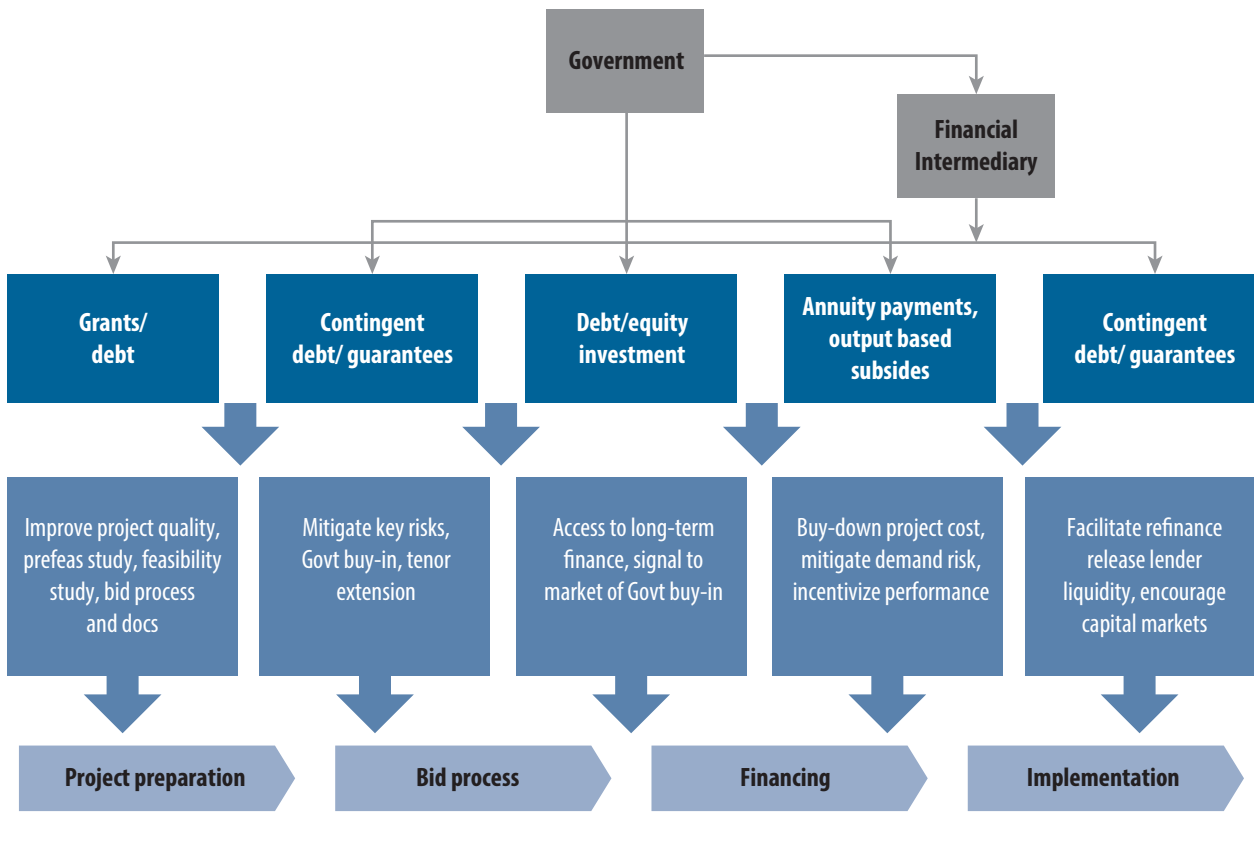 Government
Financial
Intermediary
Grants/
debt
Contingent
debt/ guarantees
Debt/equity
investment
Annuity payments,
output based
subsides
Contingent
debt/ guarantees
Improve project quality,
prefeas study, feasibility
study, bid process
and docs
Mitigate key risks,
Govt buy-in, tenor
extension
Access to long-term
finance, signal to
market of Govt buy-in
Buy-down project cost,
mitigate demand risk,
incentivize performance
Facilitate refinance
release lender
liquidity, encourage
capital markets
Project preparation
Bid process
Financing
Implementation